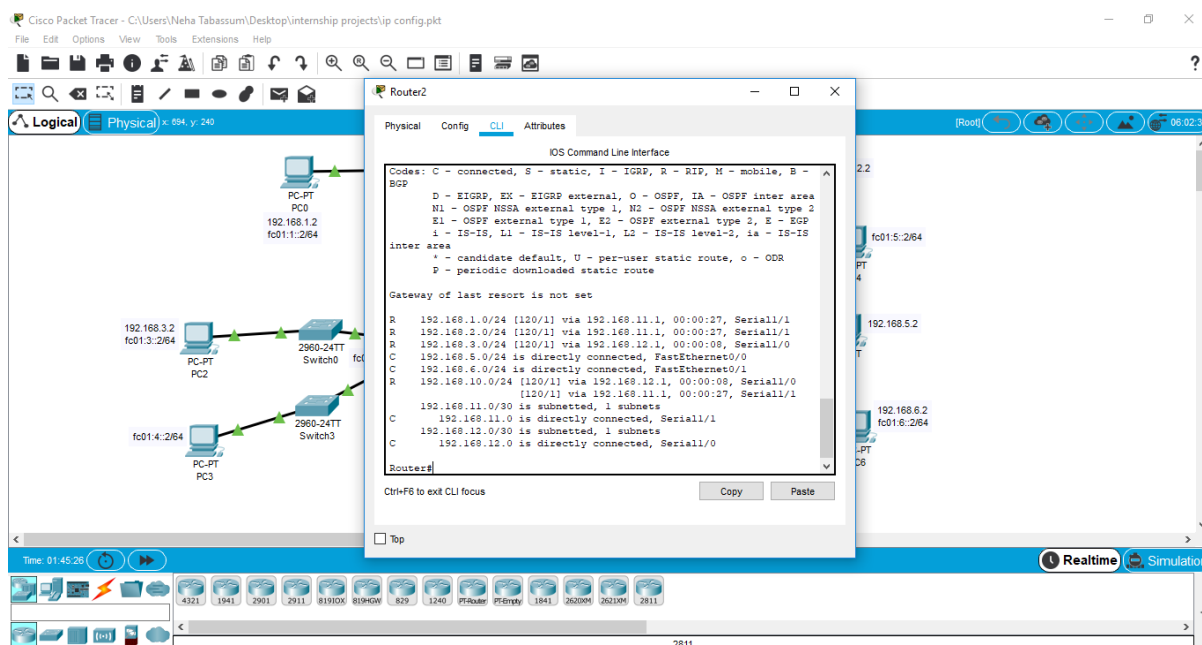 Cisco Packet Tracer - C:\Users\Neha Tabassum\Desktop\internship projects\ip config.pkt
File Edit Options View Tools Extensions Help
?
Logical Physical x: 694, y: 240
[Root]
06:02:3
Router2
Physical Config CLI Attributes
IOS Command Line Interface
Codes: C - connected, S - static, I - IGRP, R - RIP, M - mobile, B -
BGP
D - EIGRP, EX - EIGRP external, O - OSPF, IA - OSPF inter area
N1 - OSPF NSSA external type 1, N2 - OSPF NSSA external type 2
E1 - OSPF external type 1, E2 - OSPF external type 2, E - EGP
i - IS-IS, L1 - IS-IS level-1, L2 - IS-IS level-2, ia - IS-IS
inter area
* - candidate default, U - per-user static route, o - ODR
P - periodic downloaded static route
Gateway of last resort is not set
R 192.168.1.0/24 [120/1] via 192.168.11.1, 00:00:27, Serial1/1
R 192.168.2.0/24 [120/1] via 192.168.11.1, 00:00:27, Serial1/1
R 192.168.3.0/24 [120/1] via 192.168.12.1, 00:00:08, Serial1/0
C 192.168.5.0/24 is directly connected, FastEthernet0/0
C 192.168.6.0/24 is directly connected, FastEthernet0/1
R 192.168.10.0/24 [120/1] via 192.168.12.1, 00:00:08, Serial1/0
[120/1] via 192.168.11.1, 00:00:27, Serial1/1
192.168.11.0/30 is subnetted, 1 subnets
C 192.168.11.0 is directly connected, Serial1/1
192.168.12.0/30 is subnetted, 1 subnets
C 192.168.12.0 is directly connected, Serial1/0
Router#
Ctrl+F6 to exit CLI focus
Copy Paste
Top
PC-PT
PC0
192.168.1.2
fc01:1::2/64
192.168.3.2
fc01:3::2/64
PC-PT
PC2
2960-24TT
Switch0
fc0
2960-24TT
Switch3
fc01:4::2/64
PC-PT
PC3
2.2
fc01:5::2/64
PT
4
192.168.5.2
T
192.168.6.2
fc01:6::2/64
-PT
C6
Time: 01:45:26
Realtime Simulatio
4321 1941 2901 2911 819IOX 819HGW 829 1240 PT-Router PT-Empty 1841 2620XM 2621XM 2811
2811